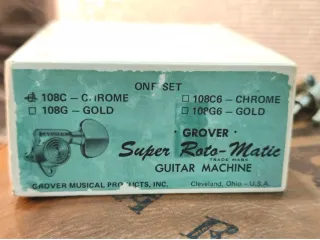 ONE SET
108C – CHROME
108C6 – CHROME
108G – GOLD
108G6 – GOLD
· GROVER ·
Super Roto-Matic
TRADE MARK
GUITAR MACHINE
GROVER MUSICAL PRODUCTS, INC.
Cleveland, Ohio – U.S.A.